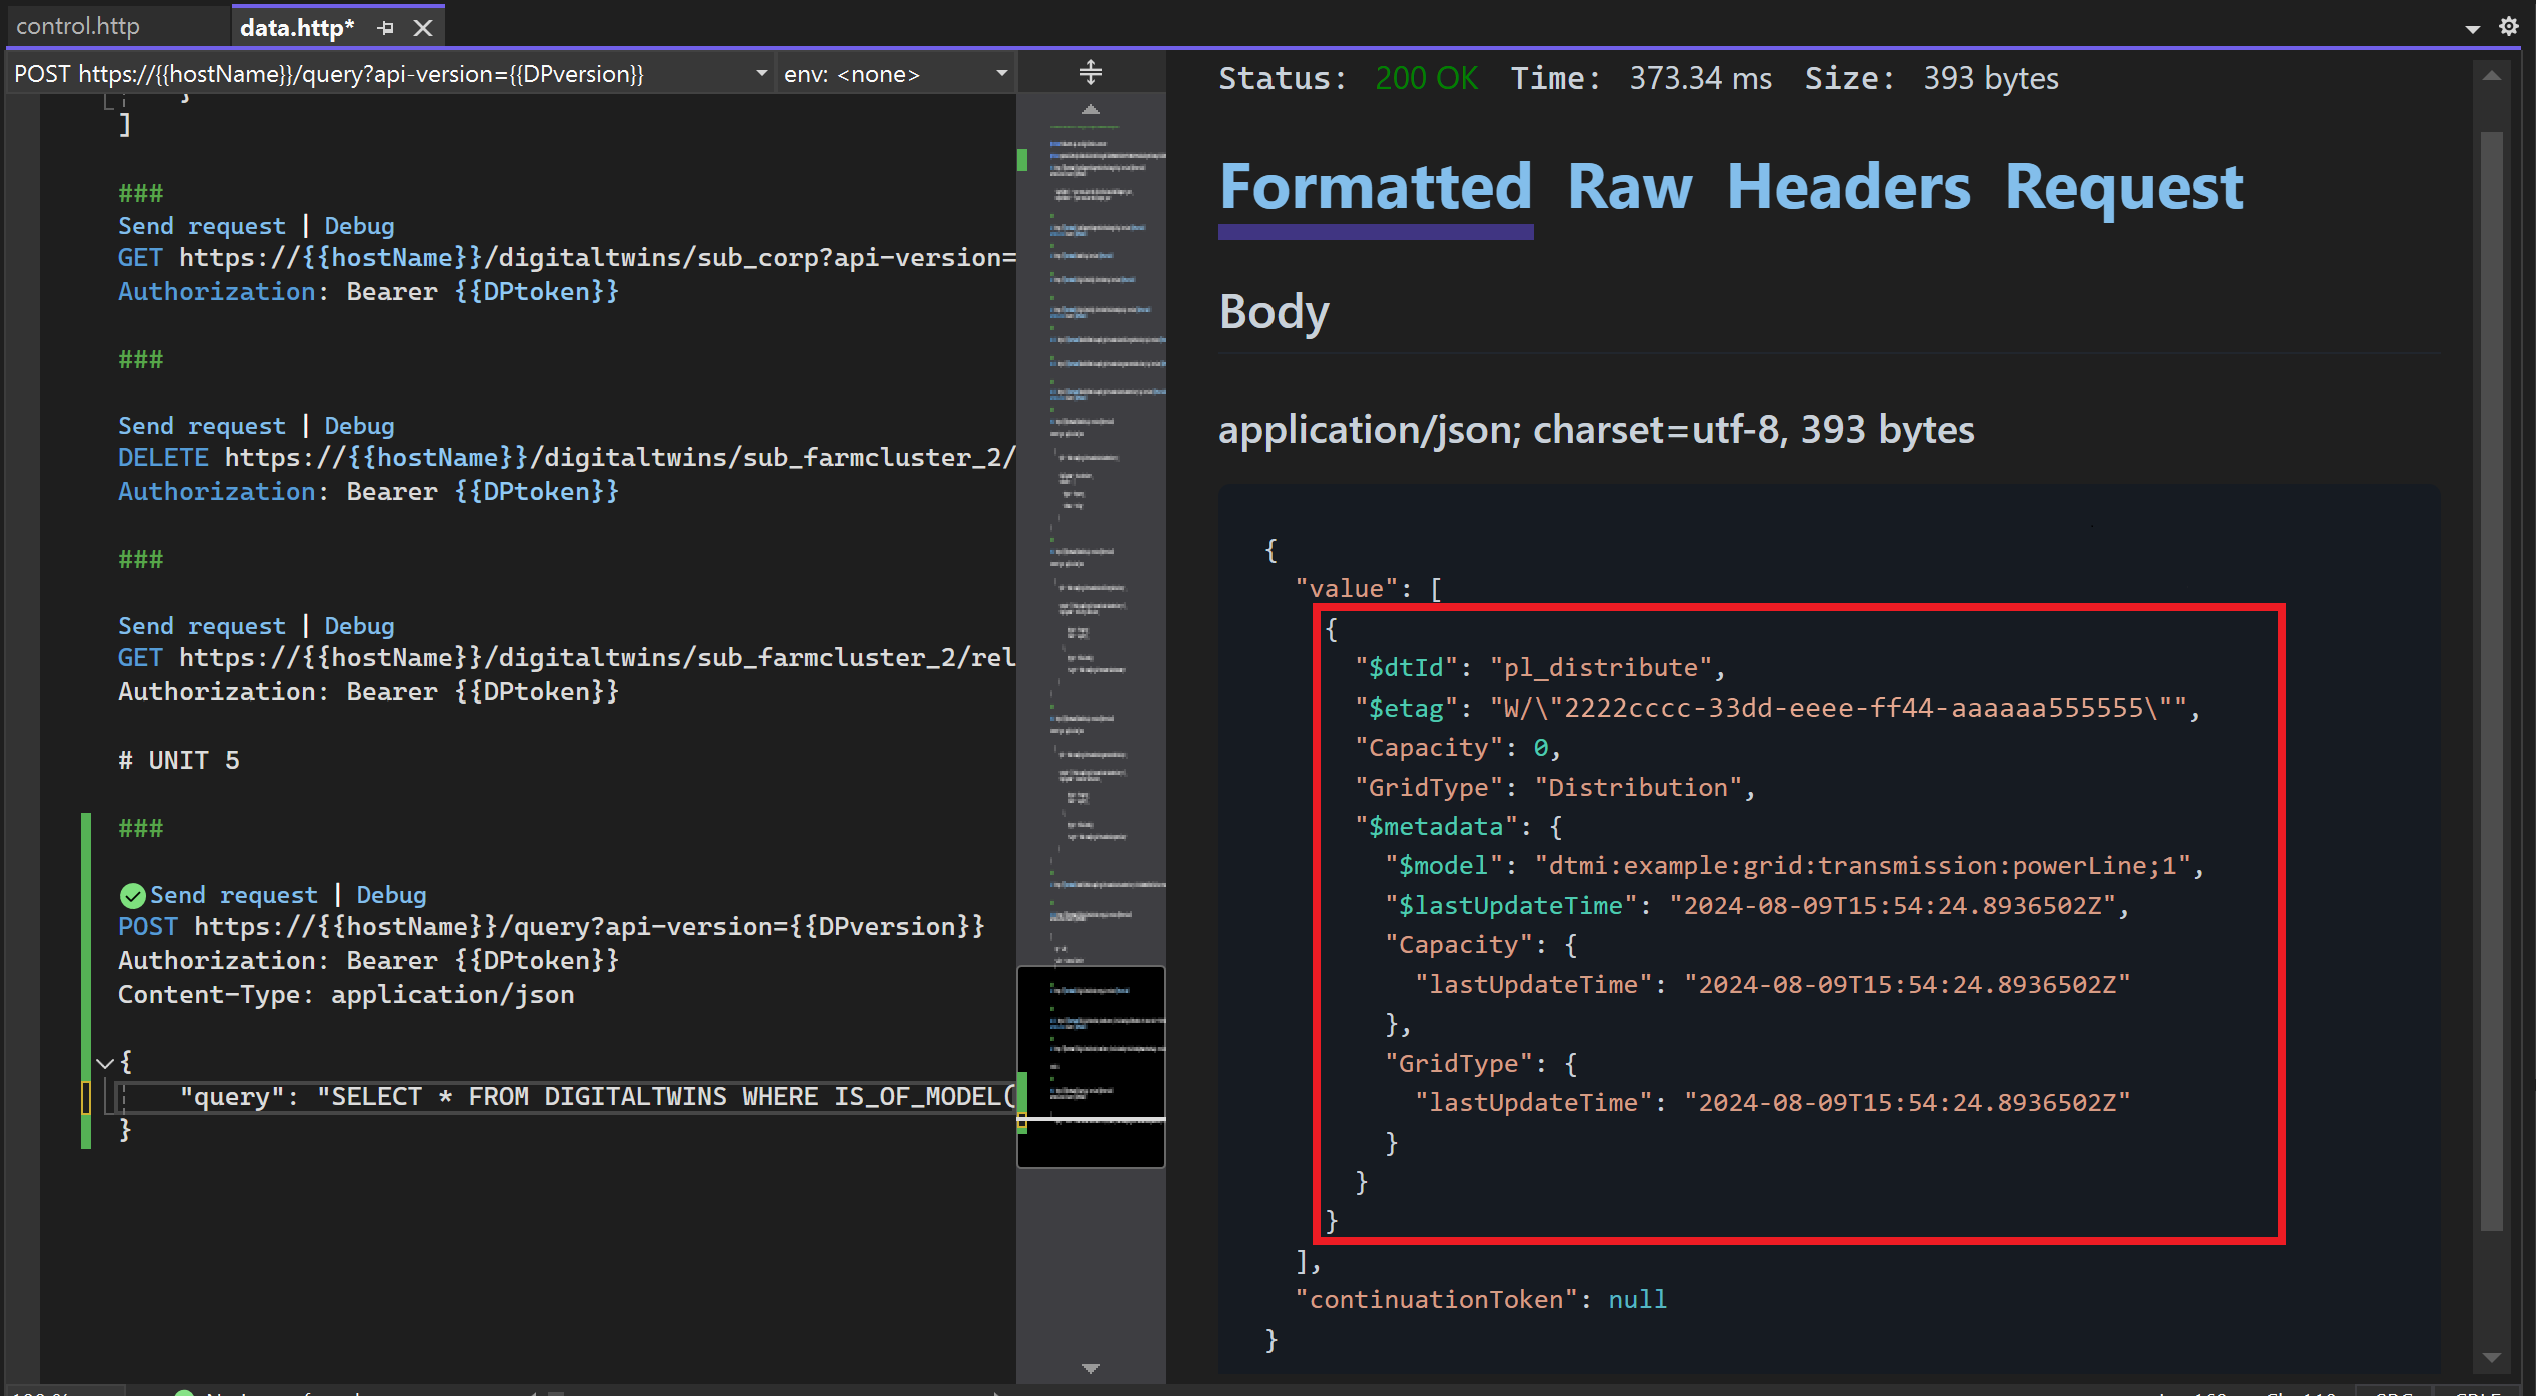 control.http
data.http*
POST https://{{hostName}}/query?api-version={{DPversion}}
env: <none>
}
]
###
Send request | Debug
GET https://{{hostName}}/digitaltwins/sub_corp?api-version=
Authorization: Bearer {{DPtoken}}
###
Send request | Debug
DELETE https://{{hostName}}/digitaltwins/sub_farmcluster_2/
Authorization: Bearer {{DPtoken}}
###
Send request | Debug
GET https://{{hostName}}/digitaltwins/sub_farmcluster_2/rel
Authorization: Bearer {{DPtoken}}
# UNIT 5
###
Send request | Debug
POST https://{{hostName}}/query?api-version={{DPversion}}
Authorization: Bearer {{DPtoken}}
Content-Type: application/json
{
"query": "SELECT * FROM DIGITALTWINS WHERE IS_OF_MODEL(
}
Status: 200 OK Time: 373.34 ms Size: 393 bytes
Formatted Raw Headers Request
Body
application/json; charset=utf-8, 393 bytes
{
"value": [
{
"$dtId": "pl_distribute",
"$etag": "W/\"2222cccc-33dd-eeee-ff44-aaaaaa555555\"",
"Capacity": 0,
"GridType": "Distribution",
"$metadata": {
"$model": "dtmi:example:grid:transmission:powerLine;1",
"$lastUpdateTime": "2024-08-09T15:54:24.8936502Z",
"Capacity": {
"lastUpdateTime": "2024-08-09T15:54:24.8936502Z"
},
"GridType": {
"lastUpdateTime": "2024-08-09T15:54:24.8936502Z"
}
}
}
],
"continuationToken": null
}